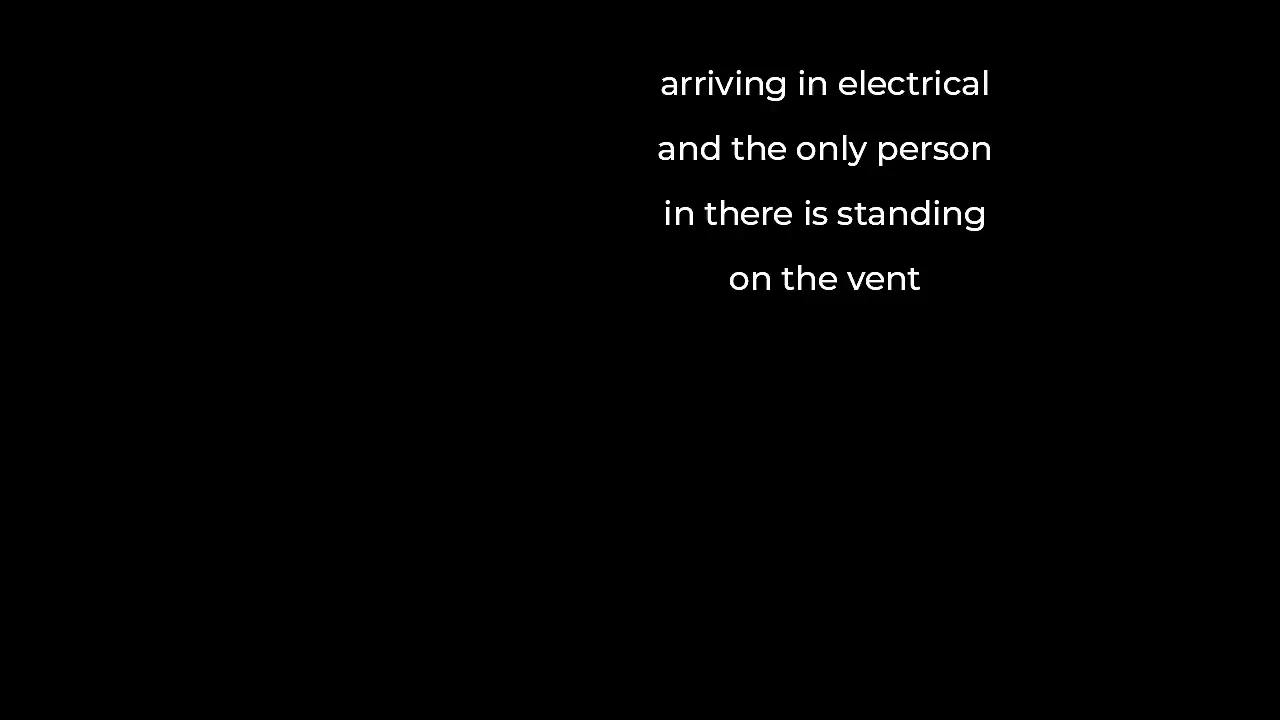 arriving in electrical
and the only person
in there is standing
on the vent